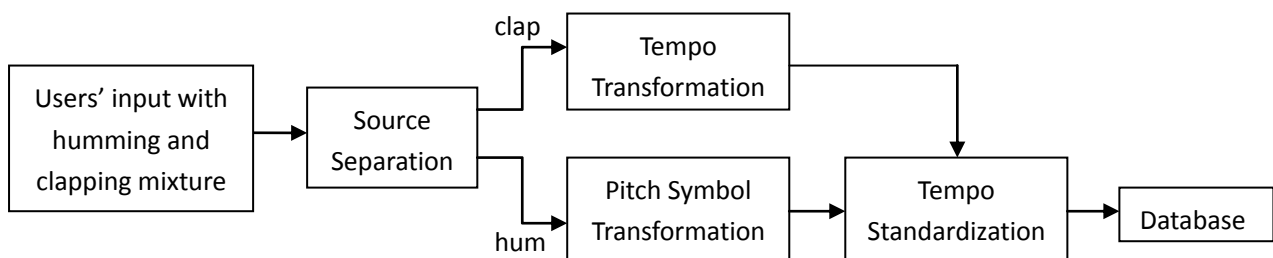 Users’ input with
humming and
clapping mixture
Source
Separation
clap
hum
Tempo
Transformation
Pitch Symbol
Transformation
Tempo
Standardization
Database